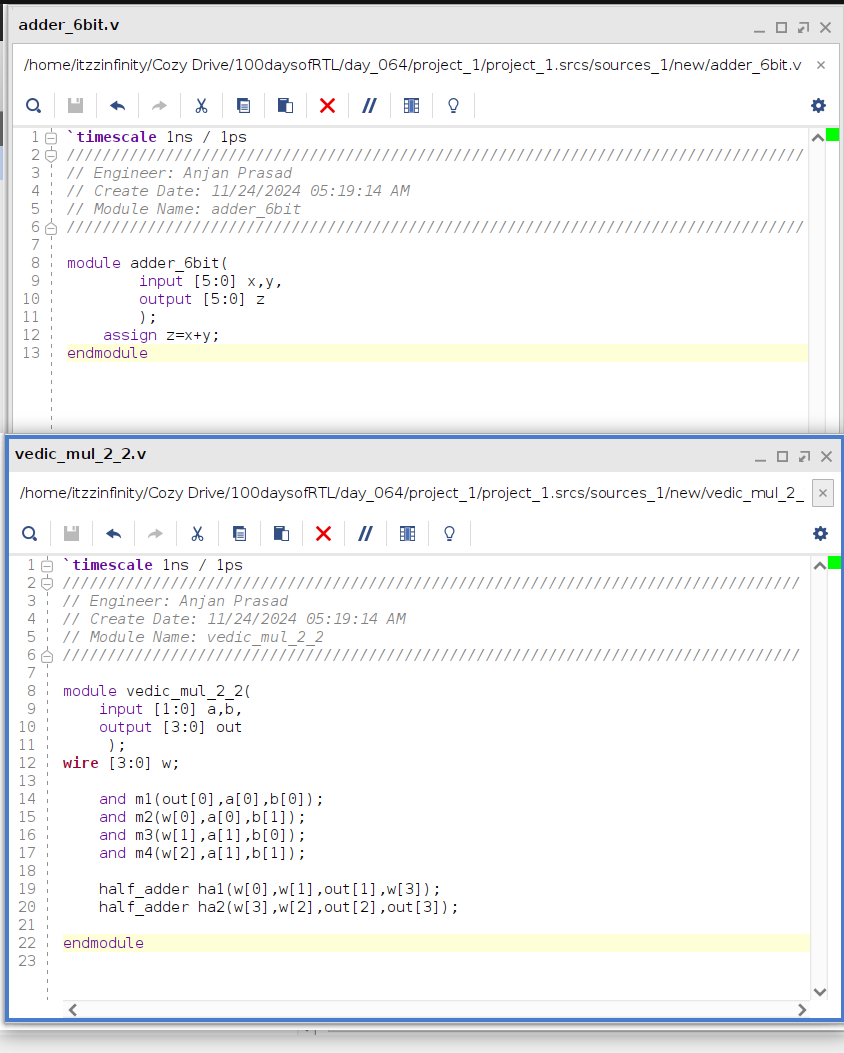 adder_6bit.v
/home/itzzinfinity/Cozy Drive/100daysofRTL/day_064/project_1/project_1.srcs/sources_1/new/adder_6bit.v
1 `timescale 1ns / 1ps
2 //////////////////////////////////////////////////////////////////////////////////
3 // Engineer: Anjan Prasad
4 // Create Date: 11/24/2024 05:19:14 AM
5 // Module Name: adder_6bit
6 //////////////////////////////////////////////////////////////////////////////////
7
8 module adder_6bit(
9 input [5:0] x,y,
10 output [5:0] z
11 );
12 assign z=x+y;
13 endmodule
vedic_mul_2_2.v
/home/itzzinfinity/Cozy Drive/100daysofRTL/day_064/project_1/project_1.srcs/sources_1/new/vedic_mul_2_
1 `timescale 1ns / 1ps
2 //////////////////////////////////////////////////////////////////////////////////
3 // Engineer: Anjan Prasad
4 // Create Date: 11/24/2024 05:19:14 AM
5 // Module Name: vedic_mul_2_2
6 //////////////////////////////////////////////////////////////////////////////////
7
8 module vedic_mul_2_2(
9 input [1:0] a,b,
10 output [3:0] out
11 );
12 wire [3:0] w;
13
14 and m1(out[0],a[0],b[0]);
15 and m2(w[0],a[0],b[1]);
16 and m3(w[1],a[1],b[0]);
17 and m4(w[2],a[1],b[1]);
18
19 half_adder ha1(w[0],w[1],out[1],w[3]);
20 half_adder ha2(w[3],w[2],out[2],out[3]);
21
22 endmodule
23